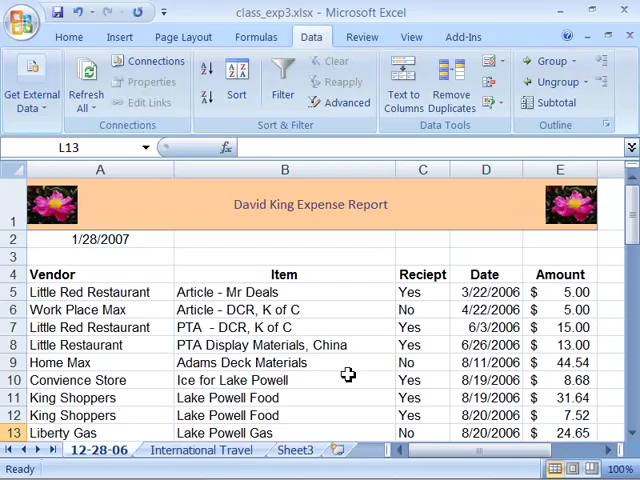 class_exp3.xlsx - Microsoft Excel
Home Insert Page Layout Formulas Data Review View Add-Ins
Get External Data
Connections
Properties
Edit Links
Refresh All
Connections
Sort
Filter
Clear
Reapply
Advanced
Sort & Filter
Text to Columns
Remove Duplicates
Data Tools
Group
Ungroup
Subtotal
Outline
L13 fx
A B C D E
1 David King Expense Report
2 1/28/2007
3
4 Vendor Item Reciept Date Amount
5 Little Red Restaurant Article - Mr Deals Yes 3/22/2006 $ 5.00
6 Work Place Max Article - DCR, K of C No 4/22/2006 $ 5.00
7 Little Red Restaurant PTA - DCR, K of C Yes 6/3/2006 $ 15.00
8 Little Restaurant PTA Display Materials, China Yes 6/26/2006 $ 13.00
9 Home Max Adams Deck Materials No 8/11/2006 $ 44.54
10 Convience Store Ice for Lake Powell Yes 8/19/2006 $ 8.68
11 King Shoppers Lake Powell Food Yes 8/19/2006 $ 31.64
12 King Shoppers Lake Powell Food Yes 8/20/2006 $ 7.52
13 Liberty Gas Lake Powell Gas No 8/20/2006 $ 24.65
12-28-06 International Travel Sheet3
Ready 100%